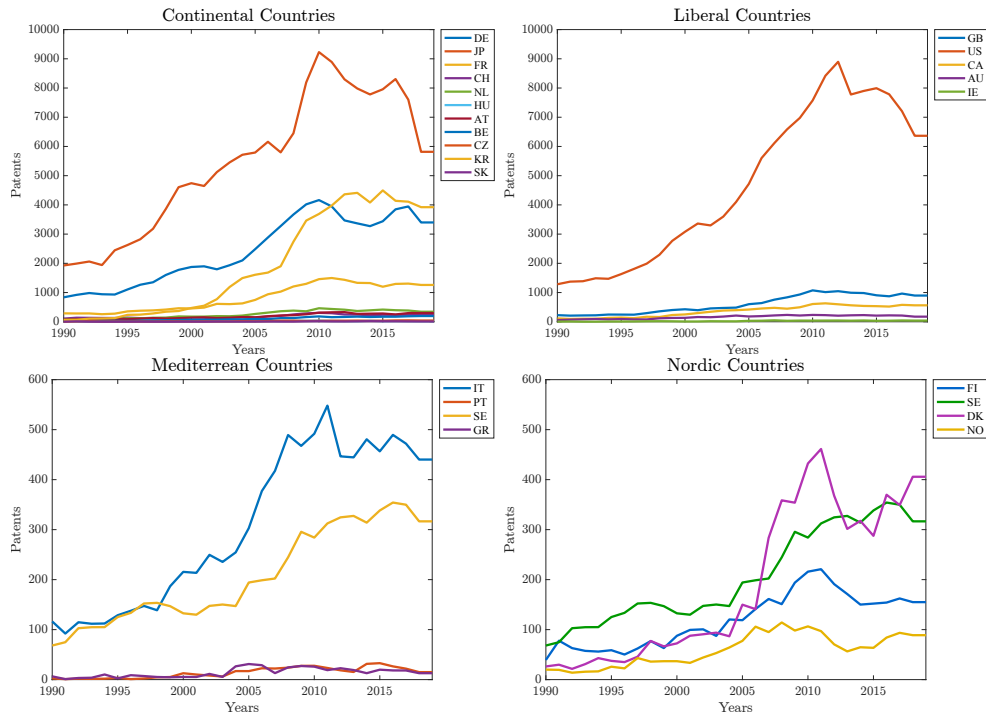 Continental Countries
10000
9000
8000
7000
6000
5000
4000
3000
2000
1000
0
Patents
1990
1995
2000
2005
2010
2015
Years
DE
JP
FR
CH
NL
HU
AT
BE
CZ
KR
SK
Liberal Countries
10000
9000
8000
7000
6000
5000
4000
3000
2000
1000
0
Patents
1990
1995
2000
2005
2010
2015
Years
GB
US
CA
AU
IE
Mediterrean Countries
600
500
400
300
200
100
0
Patents
1990
1995
2000
2005
2010
2015
Years
IT
PT
SE
GR
Nordic Countries
600
500
400
300
200
100
0
Patents
1990
1995
2000
2005
2010
2015
Years
FI
SE
DK
NO